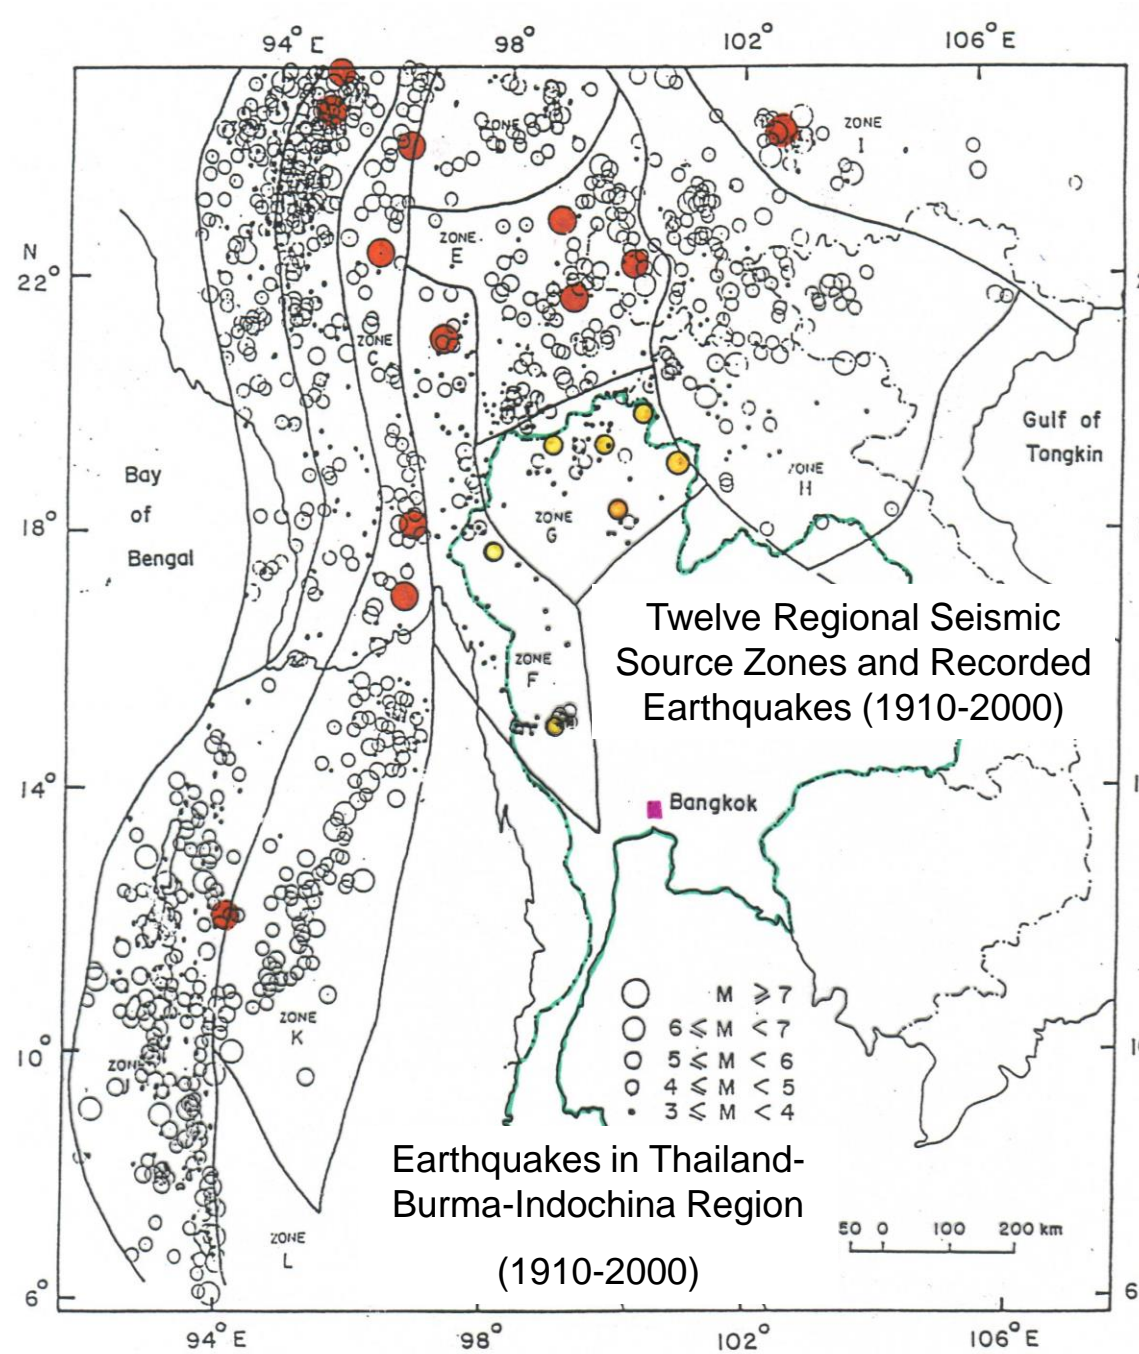 94° E 98° 102° 106° E
ZONE
I
N
22°
ZONE
E
ZONE
C
Gulf of
Tongkin
Bay
of
Bengal
ZONE
H
18°
ZONE
G
Twelve Regional Seismic
Source Zones and Recorded
Earthquakes (1910-2000)
ZONE
F
14°
Bangkok
M ⩾ 7
6 ⩽ M < 7
5 ⩽ M < 6
4 ⩽ M < 5
3 ⩽ M < 4
ZONE
K
10°
Earthquakes in Thailand-
Burma-Indochina Region
(1910-2000)
ZONE
L
50 0 100 200 km
6°
94° E 98° 102° 106° E